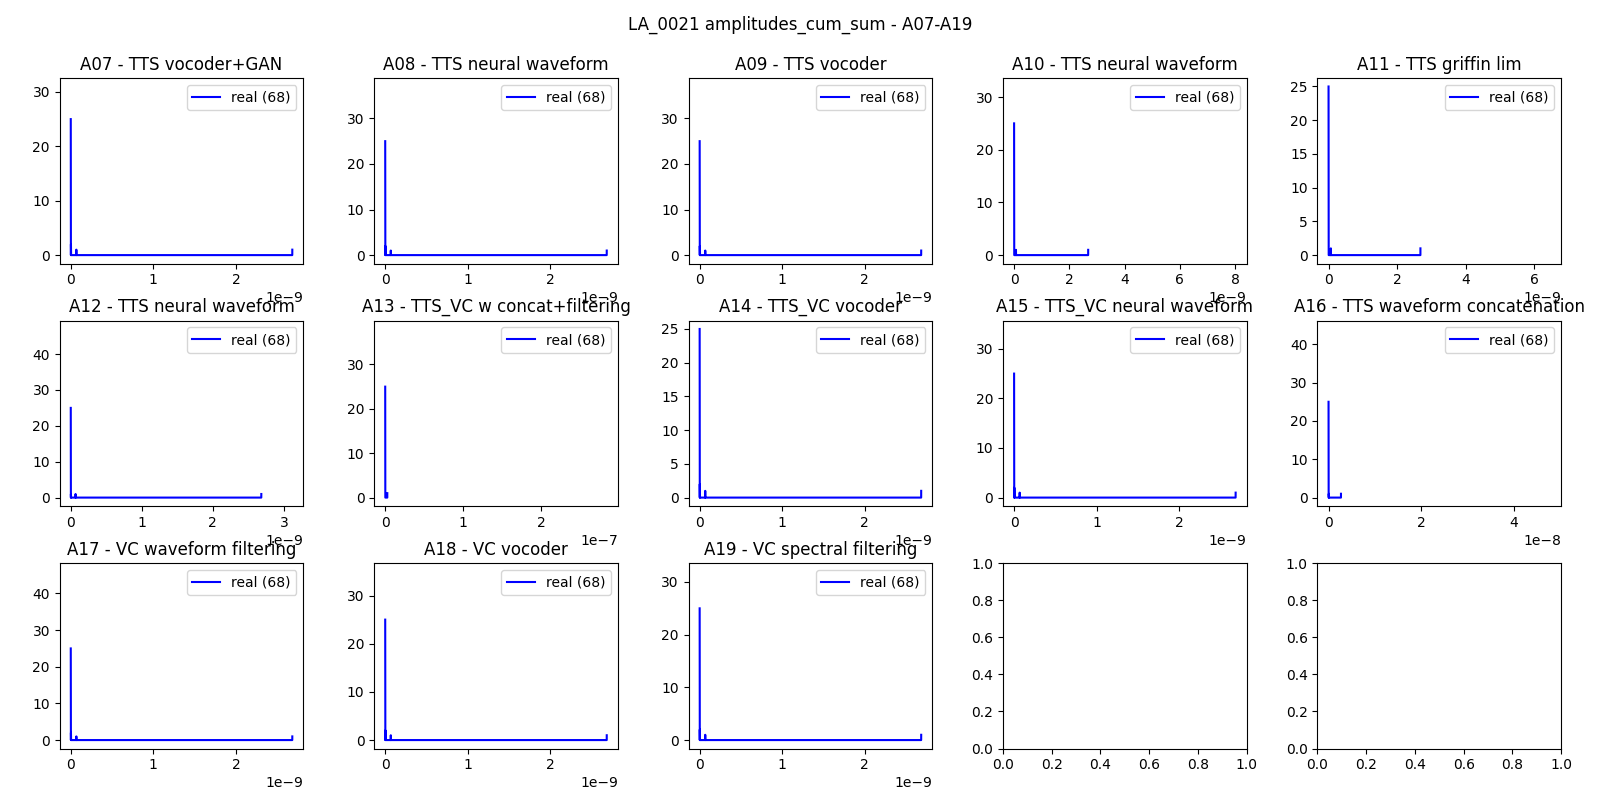 LA_0021 amplitudes_cum_sum - A07-A19
A07 - TTS vocoder+GAN
A08 - TTS neural waveform
A09 - TTS vocoder
A10 - TTS neural waveform
A11 - TTS griffin lim
real (68)
real (68)
real (68)
real (68)
real (68)
30
20
10
0
30
20
10
0
30
20
10
0
30
20
10
0
25
20
15
10
5
0
0 1 2
1e−9
0 1 2
1e−9
0 1 2
1e−9
0 2 4 6 8
1e−9
0 2 4 6
1e−9
A12 - TTS neural waveform
A13 - TTS_VC w concat+filtering
A14 - TTS_VC vocoder
A15 - TTS_VC neural waveform
A16 - TTS waveform concatenation
real (68)
real (68)
real (68)
real (68)
real (68)
40
30
20
10
0
30
20
10
0
25
20
15
10
5
0
30
20
10
0
40
30
20
10
0
0 1 2 3
1e−9
0 1 2
1e−7
0 1 2
1e−9
0 1 2
1e−9
0 2 4
1e−8
A17 - VC waveform filtering
A18 - VC vocoder
A19 - VC spectral filtering
real (68)
real (68)
real (68)
40
30
20
10
0
30
20
10
0
30
20
10
0
1.0
0.8
0.6
0.4
0.2
0.0
1.0
0.8
0.6
0.4
0.2
0.0
0 1 2
1e−9
0 1 2
1e−9
0 1 2
1e−9
0.0 0.2 0.4 0.6 0.8 1.0
0.0 0.2 0.4 0.6 0.8 1.0